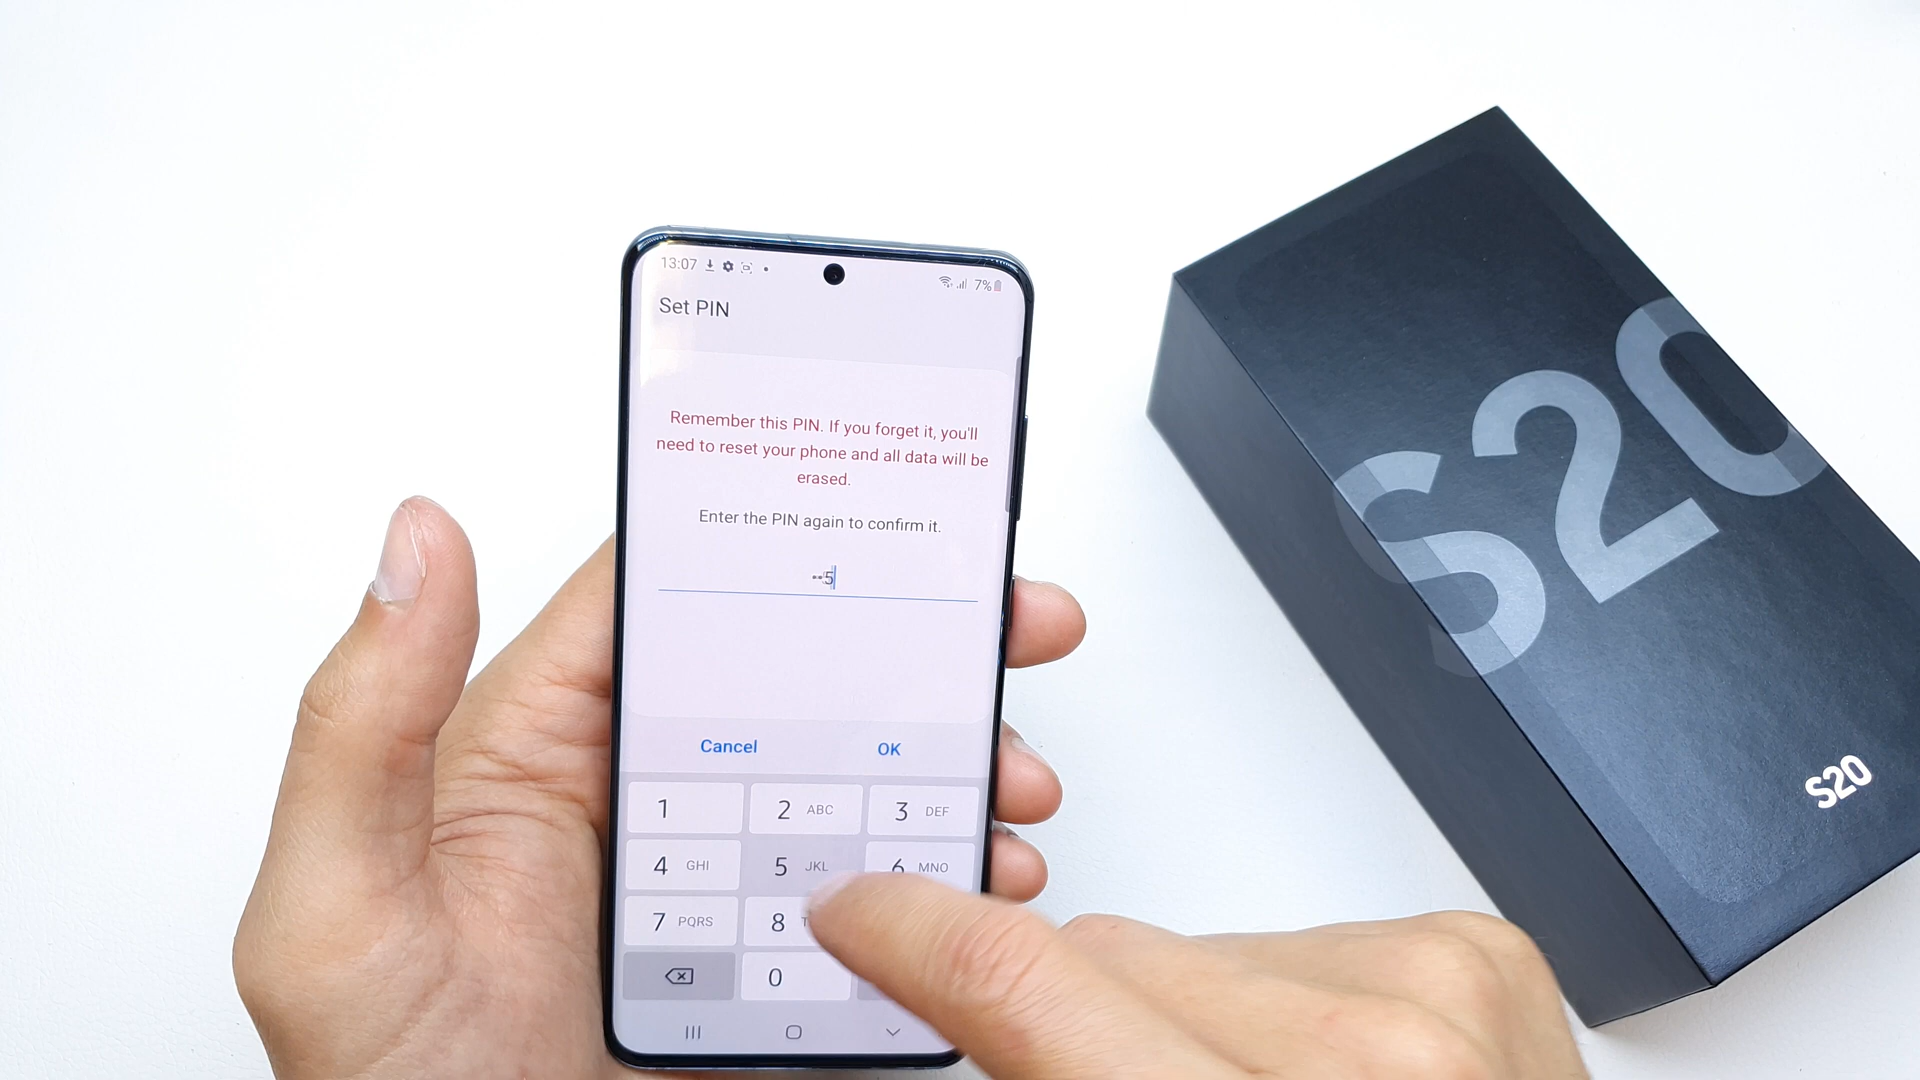 13:07
7%
Set PIN
Remember this PIN. If you forget it, you'll
need to reset your phone and all data will be
erased.
Enter the PIN again to confirm it.
••5
Cancel OK
1 2 ABC 3 DEF
4 GHI 5 JKL 6 MNO
7 PQRS 8
0
S20
S20